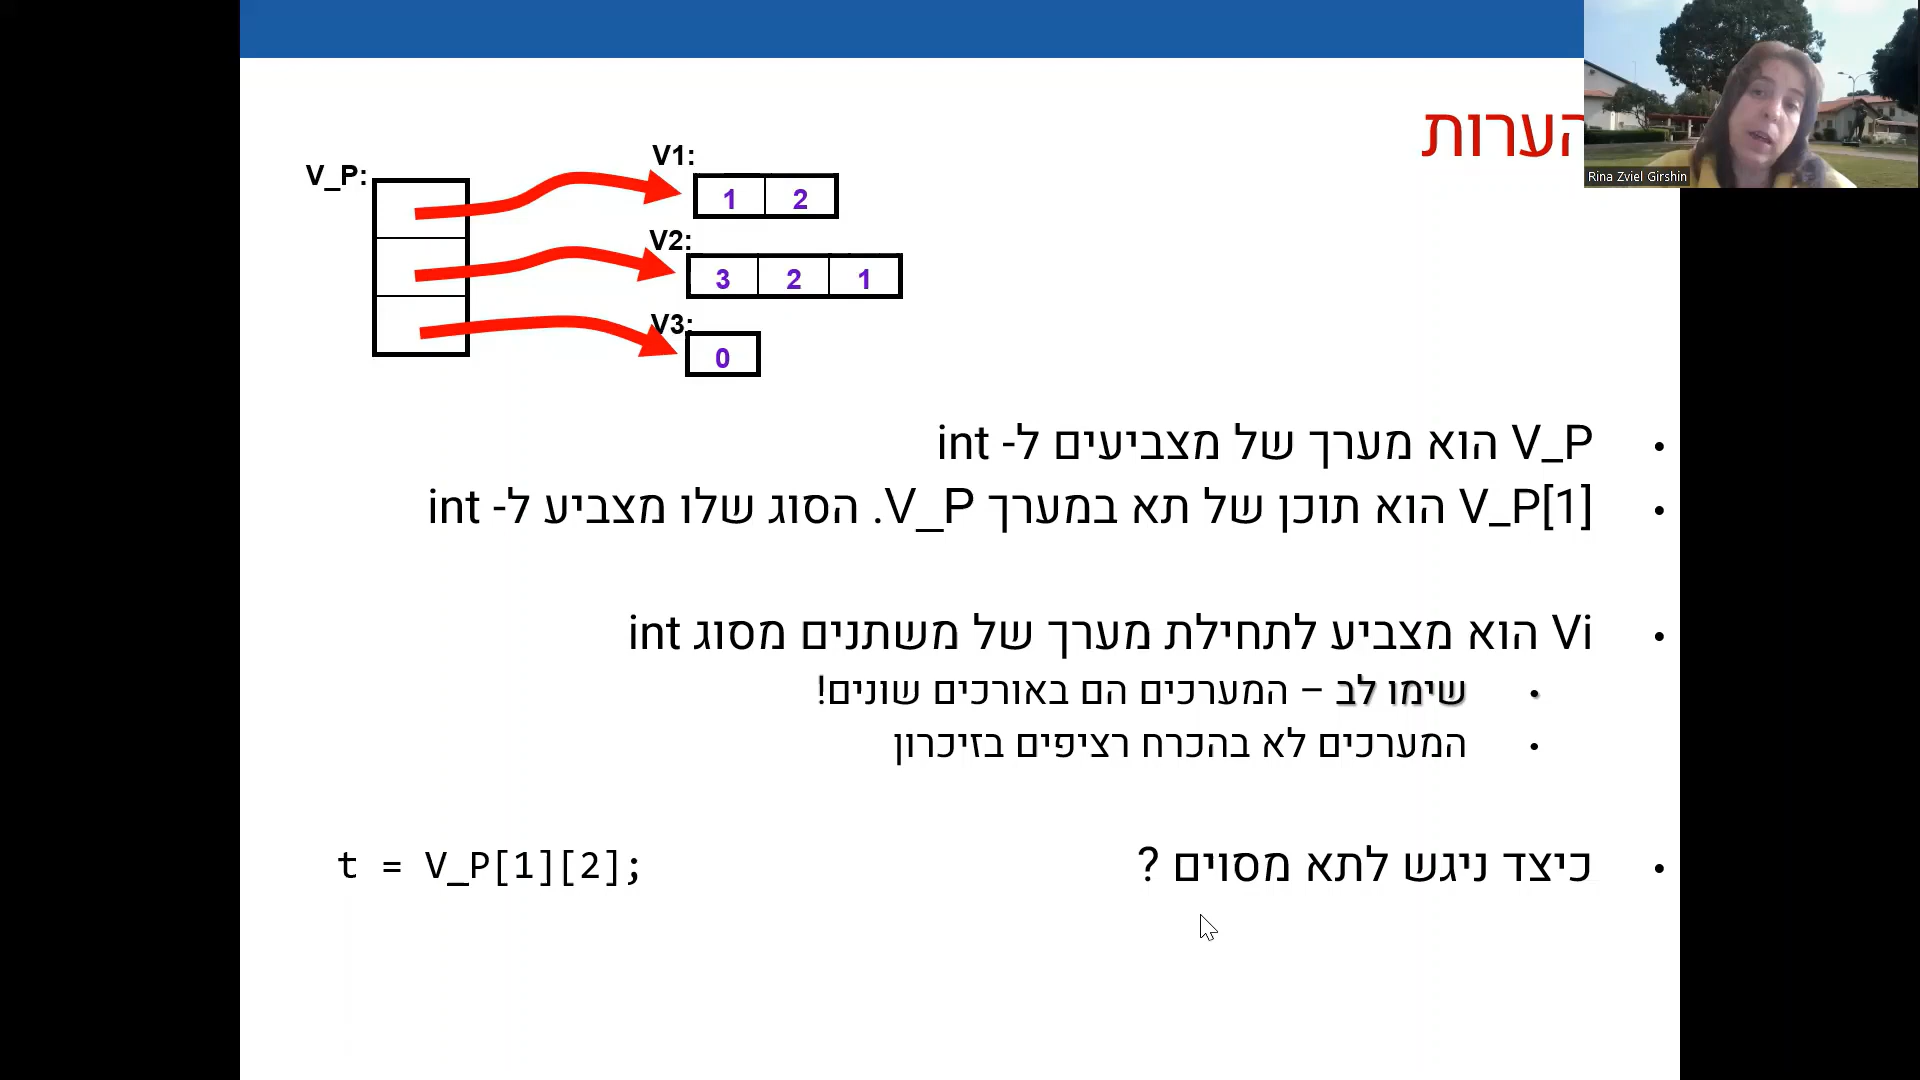 הערות
Rina Zviel Girshin
V_P:
V1:
1 2
V2:
3 2 1
V3:
0
V_P הוא מערך של מצביעים ל- int
V_P[1] הוא תוכן של תא במערך V_P. הסוג שלו מצביע ל- int
Vi הוא מצביע לתחילת מערך של משתנים מסוג int
שימו לב – המערכים הם באורכים שונים!
המערכים לא בהכרח רציפים בזיכרון
כיצד ניגש לתא מסוים ?
t = V_P[1][2];